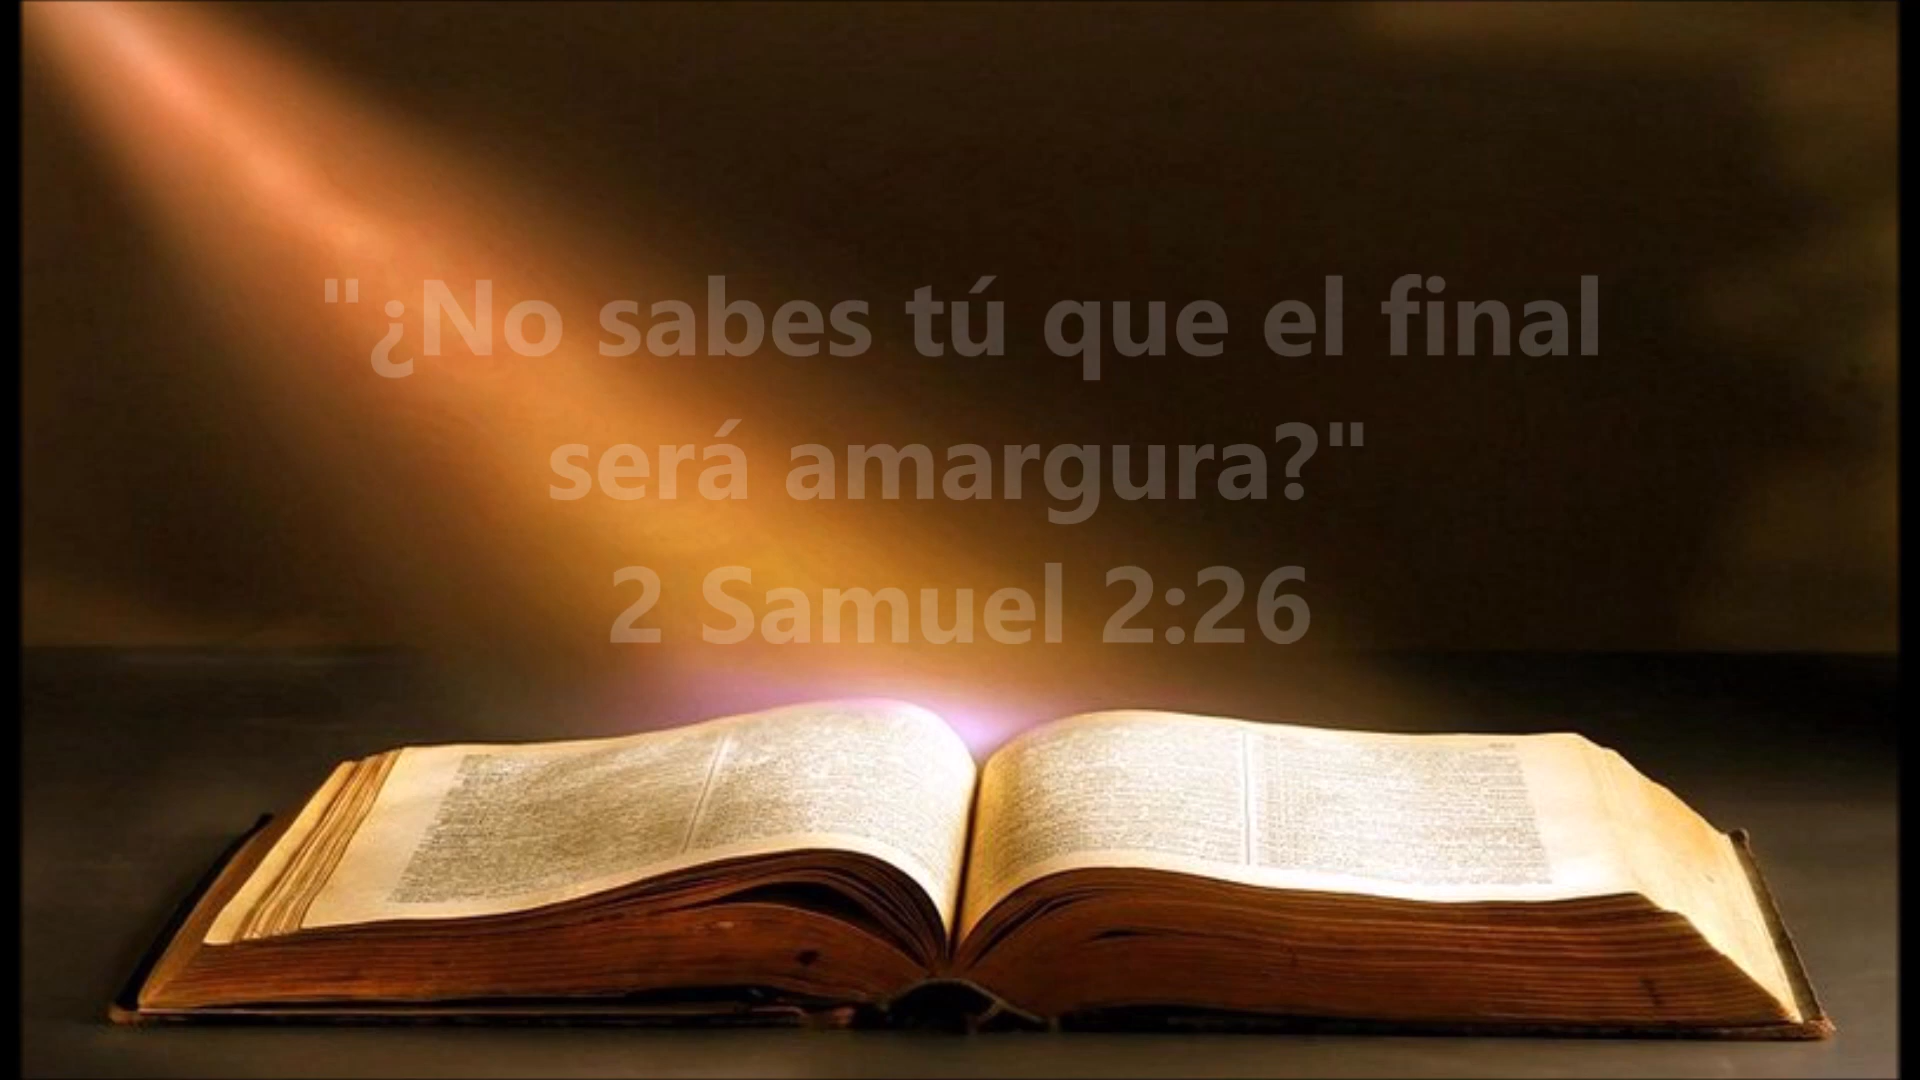 "¿No sabes tú que el final
será amargura?"
2 Samuel 2:26